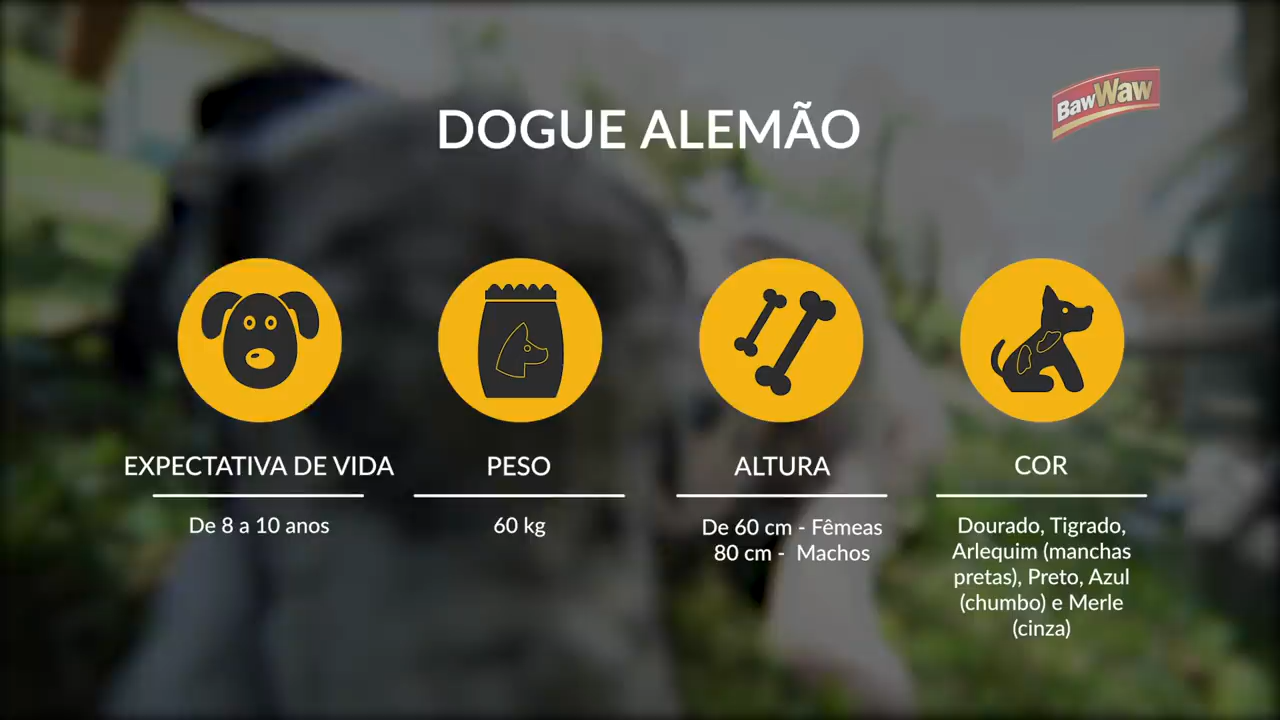 DOGUE ALEMÃO
BawWaw
EXPECTATIVA DE VIDA
De 8 a 10 anos
PESO
60 kg
ALTURA
De 60 cm - Fêmeas
80 cm - Machos
COR
Dourado, Tigrado,
Arlequim (manchas
pretas), Preto, Azul
(chumbo) e Merle
(cinza)